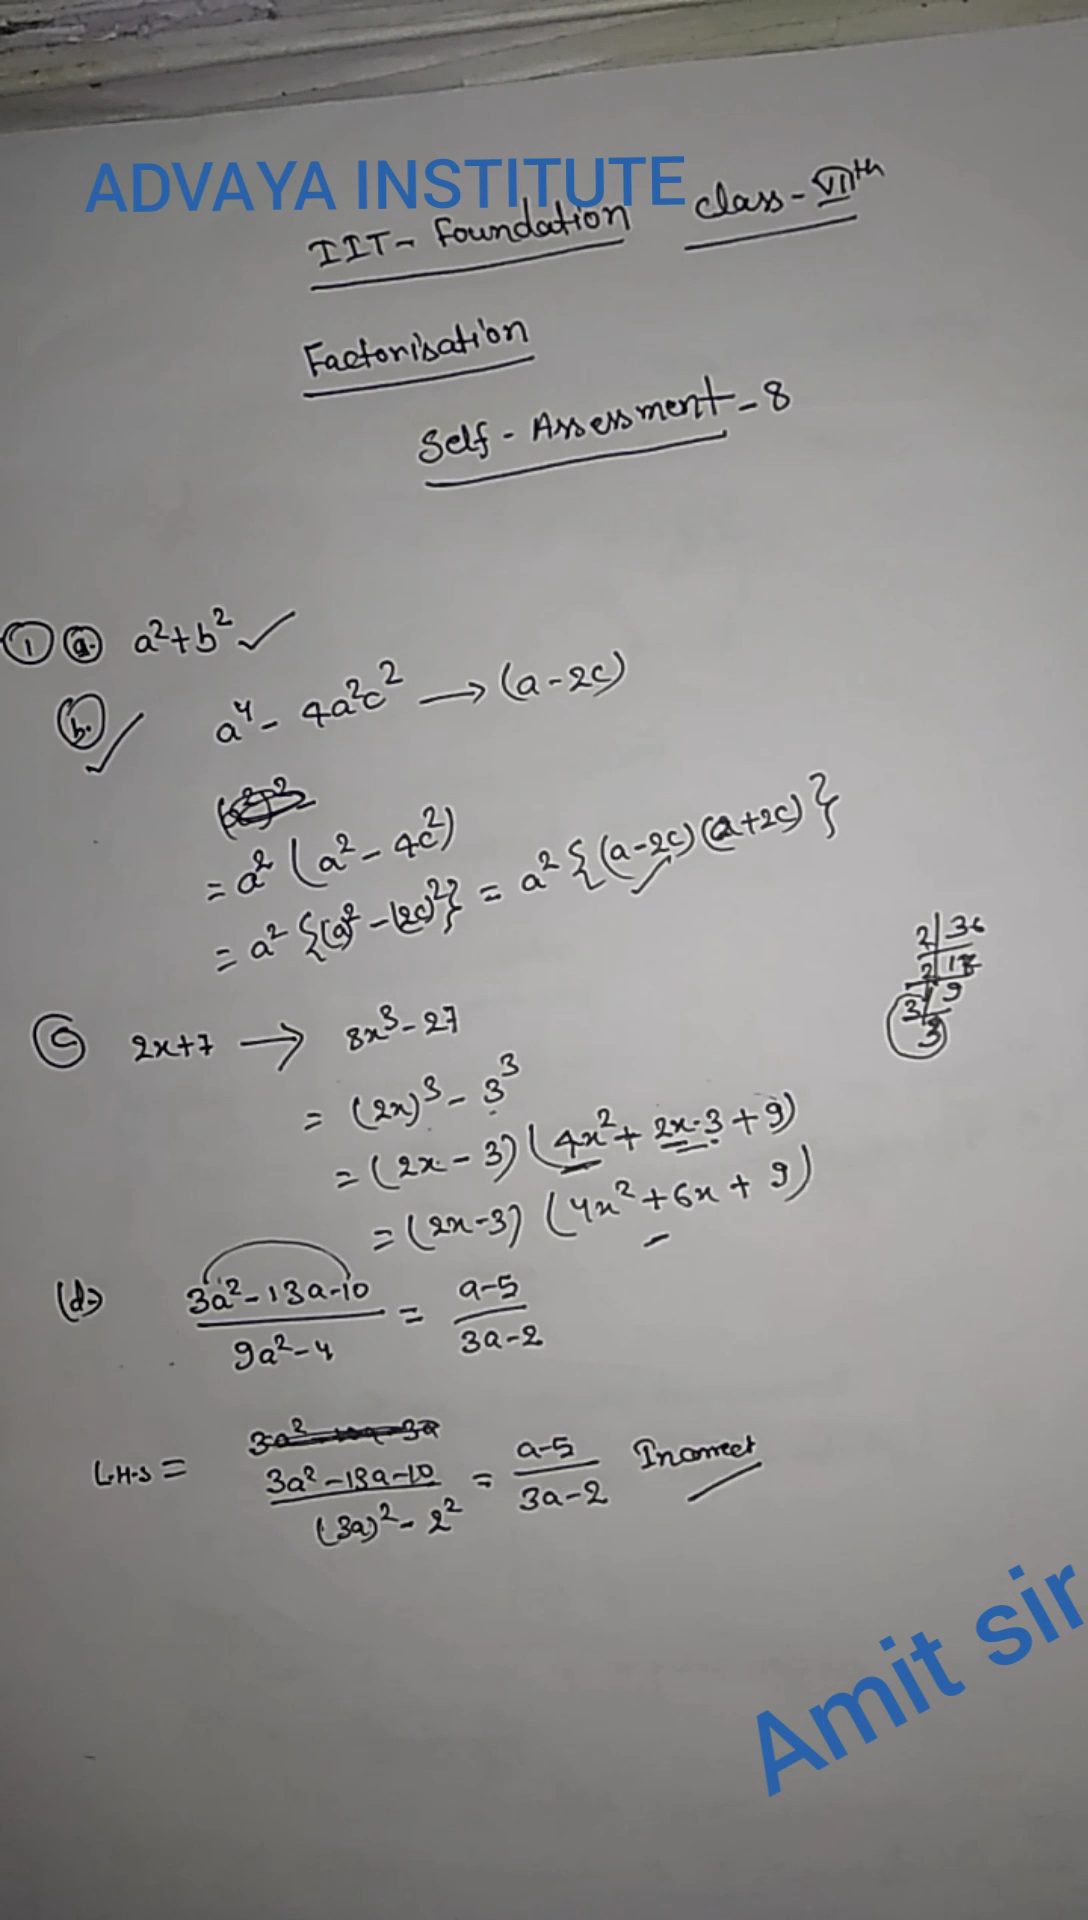 ADVAYA INSTITUTE
IIT- Foundation class-VIIth
Factorisation
Self-Assessment-8
① ⓐ. a²+b² ✓
ⓑ. ✓ a⁴ - 4a²c² → (a-2c)
= a² (a² - 4c²)
= a² {(a)² - (2c)²} = a² {(a-2c) (a+2c)}
2 | 36
2 | 18
3 | 9
3
ⓒ 2x+7 → 8x³-27
= (2x)³ - 3³
= (2x - 3) (4x² + 2x·3 + 9)
= (2x-3) (4x² + 6x + 9)
(d) 3a²-13a-10 / 9a²-4 = a-5 / 3a-2
3a²
L.H.S = 3a²-13a-10 / (3a)² - 2² = a-5 / 3a-2 Incorrect
Amit sir